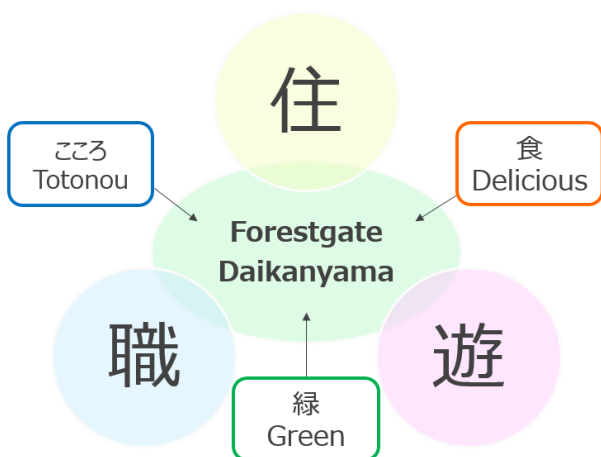 住
こころ
Totonou
食
Delicious
Forestgate
Daikanyama
職
遊
緑
Green